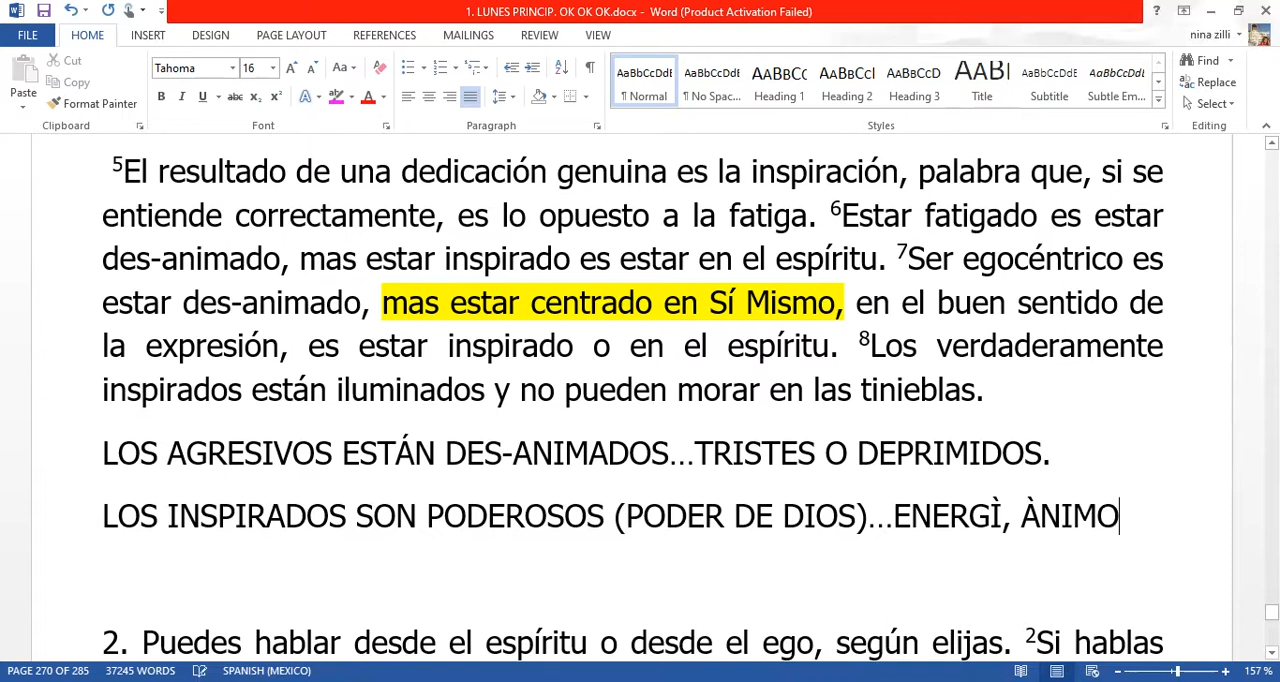 1. LUNES PRINCIP. OK OK OK.docx - Word (Product Activation Failed)
FILE HOME INSERT DESIGN PAGE LAYOUT REFERENCES MAILINGS REVIEW VIEW nina zilli
Paste Cut Copy Format Painter
Clipboard
Tahoma 16 Aa
B I U abc X₂ X² A A
Font
Paragraph
AaBbCcDdE AaBbCcDd AABBCC AABBCCI AABBCCD AABI AaBbCcDdE AaBbCcDdE
¶ Normal ¶ No Spac... Heading 1 Heading 2 Heading 3 Title Subtitle Subtle Em...
Styles
Find Replace Select
Editing
⁵El resultado de una dedicación genuina es la inspiración, palabra que, si se
entiende correctamente, es lo opuesto a la fatiga. ⁶Estar fatigado es estar
des-animado, mas estar inspirado es estar en el espíritu. ⁷Ser egocéntrico es
estar des-animado, mas estar centrado en Sí Mismo, en el buen sentido de
la expresión, es estar inspirado o en el espíritu. ⁸Los verdaderamente
inspirados están iluminados y no pueden morar en las tinieblas.
LOS AGRESIVOS ESTÁN DES-ANIMADOS...TRISTES O DEPRIMIDOS.
LOS INSPIRADOS SON PODEROSOS (PODER DE DIOS)...ENERGÌ, ÀNIMO
2. Puedes hablar desde el espíritu o desde el ego, según elijas. ²Si hablas
PAGE 270 OF 285 37245 WORDS SPANISH (MEXICO) 157 %